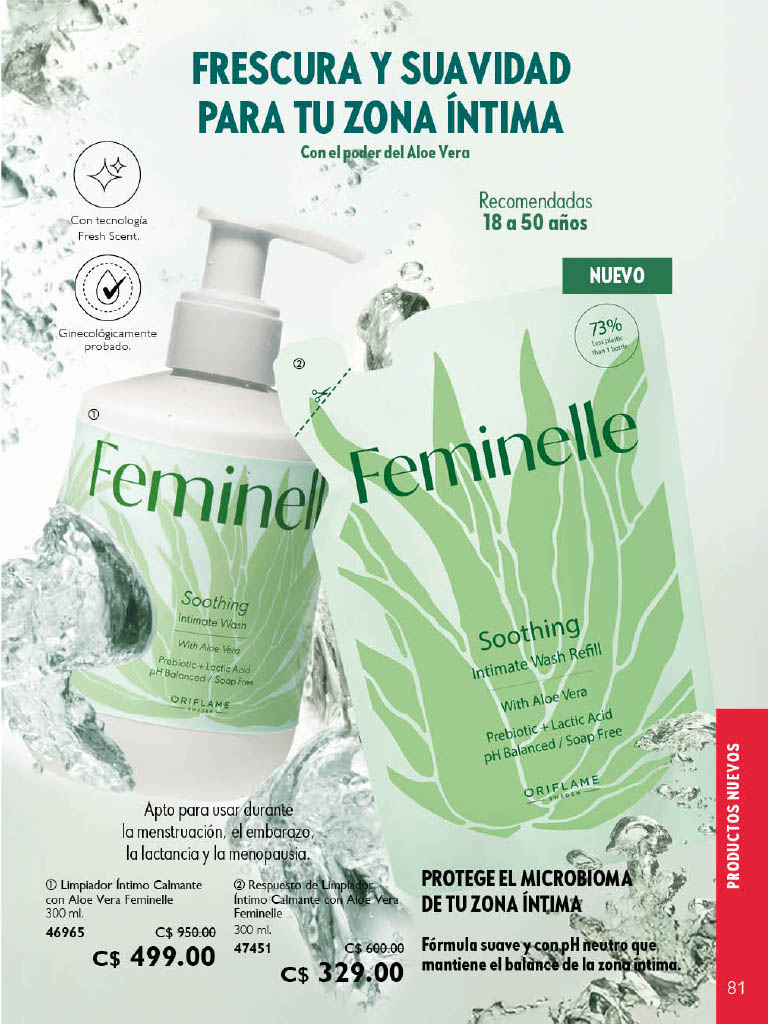 FRESCURA Y SUAVIDAD
PARA TU ZONA ÍNTIMA
Con el poder del Aloe Vera
Con tecnología
Fresh Scent.
Ginecológicamente
probado.
Recomendadas
18 a 50 años
NUEVO
73%
Less plastic
than 1 bottle
①
Feminell
Soothing
Intimate Wash
With Aloe Vera
Prebiotic + Lactic Acid
pH Balanced / Soap Free
ORIFLAME
SWEDEN
②
Feminelle
Soothing
Intimate Wash Refill
With Aloe Vera
Prebiotic + Lactic Acid
pH Balanced / Soap Free
ORIFLAME
SWEDEN
Apto para usar durante
la menstruación, el embarazo,
la lactancia y la menopausia.
① Limpiador Íntimo Calmante
con Aloe Vera Feminelle
300 ml.
46965 C$ 950.00
C$ 499.00
② Respuesto de Limpiador
Íntimo Calmante con Aloe Vera
Feminelle
300 ml.
47451 C$ 600.00
C$ 329.00
PROTEGE EL MICROBIOMA
DE TU ZONA ÍNTIMA
Fórmula suave y con pH neutro que
mantiene el balance de la zona íntima.
PRODUCTOS NUEVOS
81